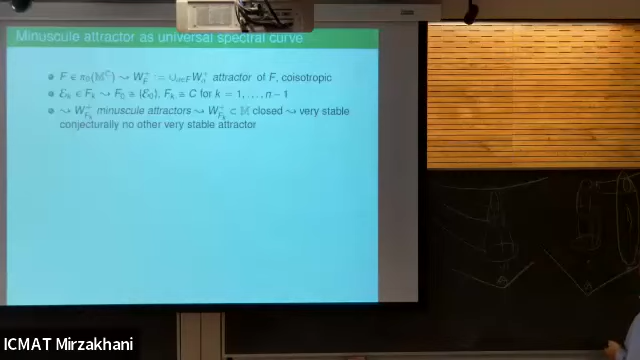 Minuscule attractor as universal spectral curve
F ∈ π₀(𝕄^ℂ) ⇝ W_F^+ := ∪_{α∈F} W_α^+ attractor of F, coisotropic
ℰ_k ∈ F_k ⇝ F_0 ≅ {ℰ_0}, F_k ≅ C for k = 1, . . . , n − 1
⇝ W_{F_k}^+ minuscule attractors ⇝ W_{F_k}^+ ⊂ 𝕄 closed ⇝ very stable
conjecturally no other very stable attractor
ICMAT Mirzakhani